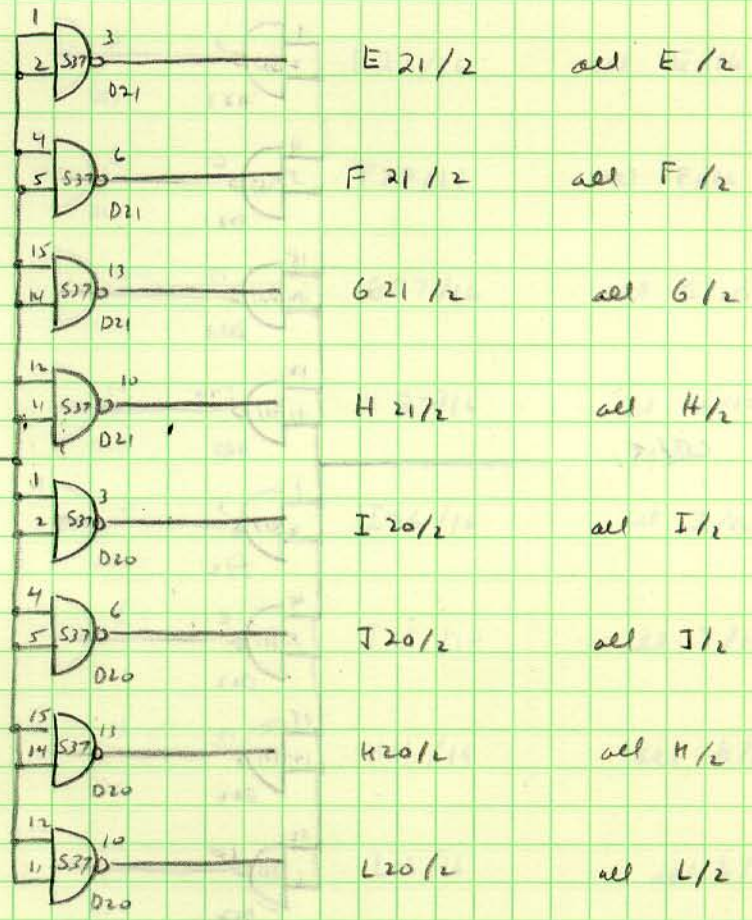 1
2 S37 3 E 21/2 all E/2
D21
4
5 S37 6 F 21/2 all F/2
D21
15
14 S37 13 G 21/2 all G/2
D21
12
11 S37 10 H 21/2 all H/2
D21
1
2 S37 3 I 20/2 all I/2
D20
4
5 S37 6 J 20/2 all J/2
D20
15
14 S37 13 K20/2 all K/2
D20
12
11 S37 10 L20/2 all L/2
D20